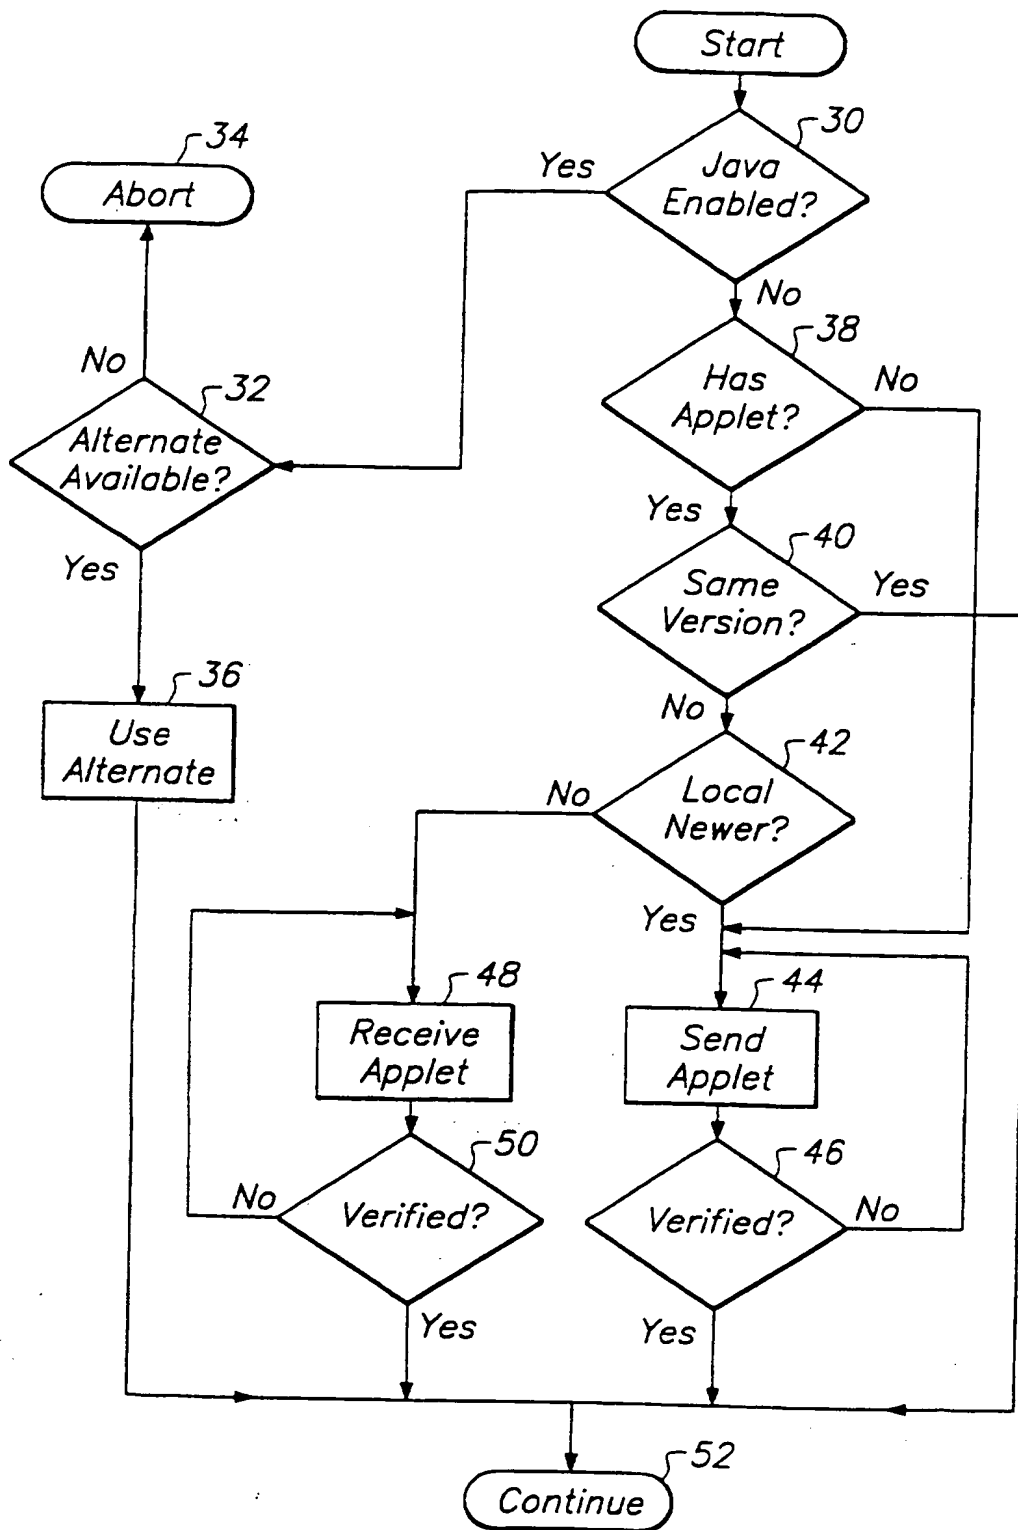 Start
30
Java
Enabled?
Yes
No
34
Abort
No
32
Alternate
Available?
Yes
36
Use
Alternate
38
Has
Applet?
No
Yes
40
Same
Version?
Yes
No
42
Local
Newer?
No
Yes
48
Receive
Applet
44
Send
Applet
50
Verified?
No
Yes
46
Verified?
No
Yes
52
Continue